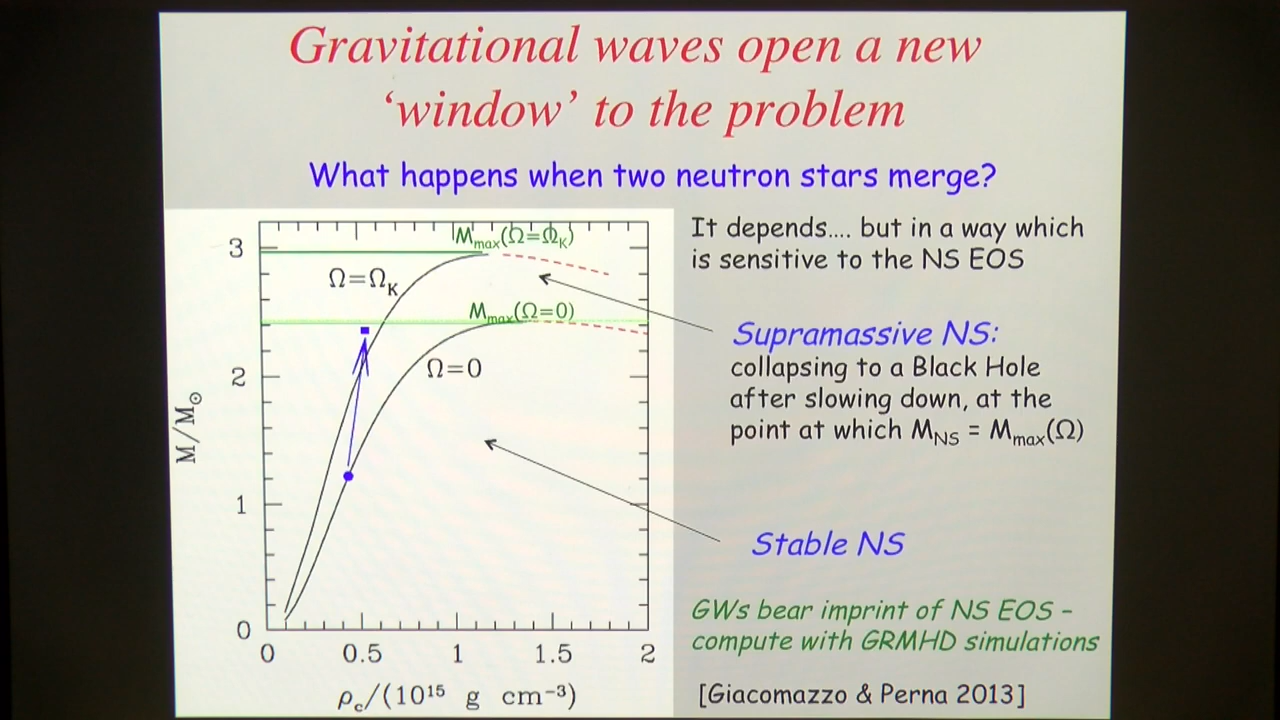 Gravitational waves open a new
‘window’ to the problem
What happens when two neutron stars merge?
It depends.... but in a way which
is sensitive to the NS EOS
Supramassive NS:
collapsing to a Black Hole
after slowing down, at the
point at which M_NS = M_max(Ω)
Stable NS
GWs bear imprint of NS EOS –
compute with GRMHD simulations
[Giacomazzo & Perna 2013]
M_max(Ω=Ω_K)
Ω=Ω_K
M_max(Ω=0)
Ω=0
M/M_⊙
3
2
1
0
0 0.5 1 1.5 2
ρ_c/(10¹⁵ g cm⁻³)